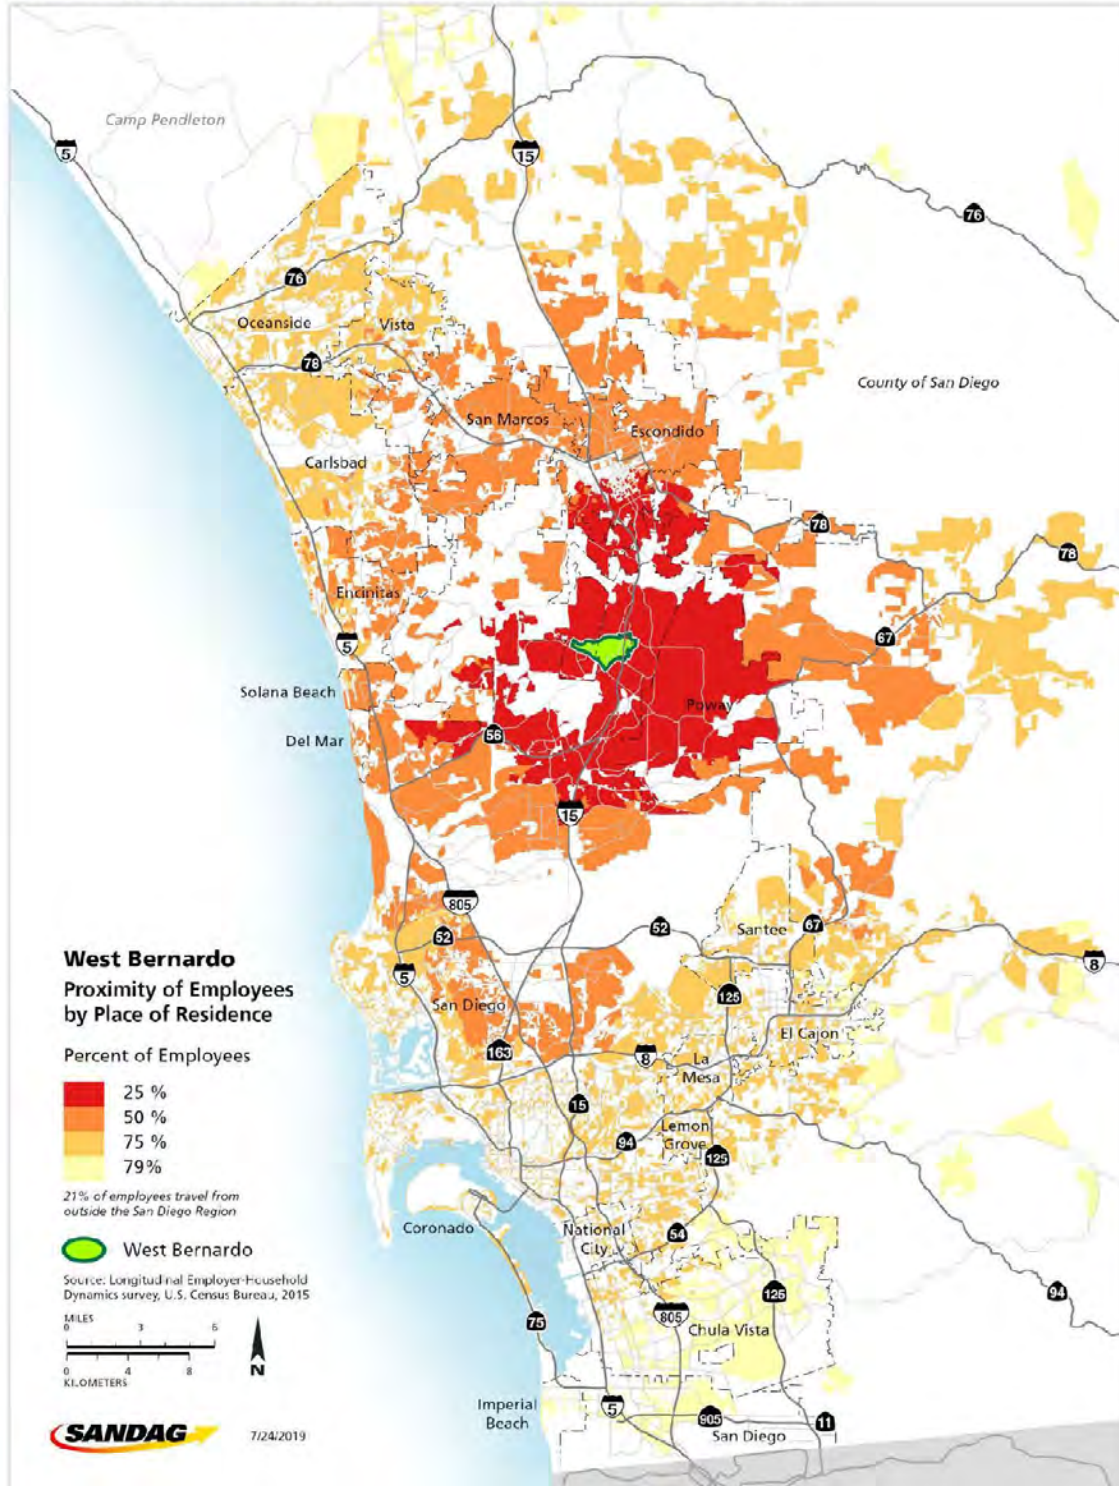 Camp Pendleton
5
15
76
76
Oceanside
Vista
78
County of San Diego
San Marcos
Escondido
Carlsbad
78
78
Encinitas
67
5
Solana Beach
Poway
Del Mar
56
15
805
52
52
Santee
67
8
5
125
San Diego
El Cajon
163
8
La
Mesa
15
94
Lemon
Grove
125
Coronado
National
City
54
125
94
75
805
Chula Vista
Imperial
Beach
5
905
11
San Diego
West Bernardo
Proximity of Employees
by Place of Residence
Percent of Employees
25 %
50 %
75 %
79%
21% of employees travel from
outside the San Diego Region
West Bernardo
Source: Longitudinal Employer-Household
Dynamics survey, U.S. Census Bureau, 2015
MILES
0 3 6
0 4 8
KILOMETERS
N
SANDAG
7/24/2019